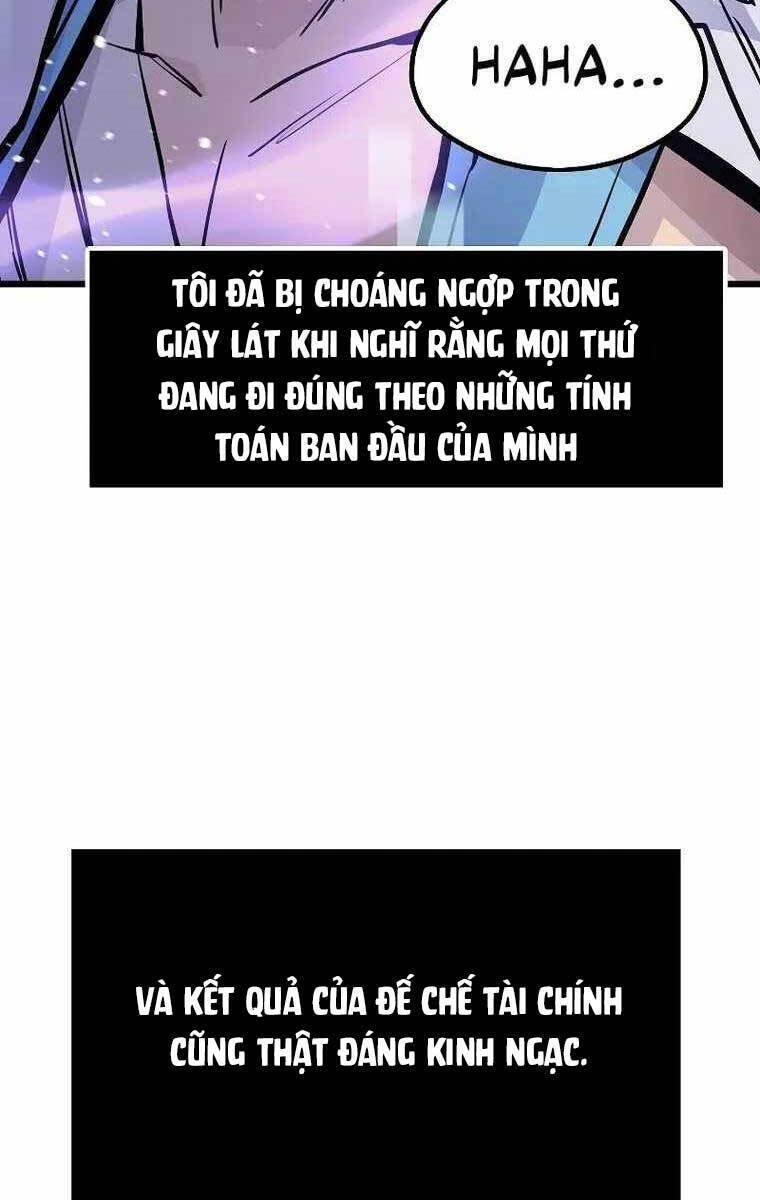 HAHA...
TÔI ĐÃ BỊ CHOÁNG NGỢP TRONG
GIÂY LÁT KHI NGHĨ RẰNG MỌI THỨ
ĐANG ĐI ĐÚNG THEO NHỮNG TÍNH
TOÁN BAN ĐẦU CỦA MÌNH
VÀ KẾT QUẢ CỦA ĐẾ CHẾ TÀI CHÍNH
CŨNG THẬT ĐÁNG KINH NGẠC.